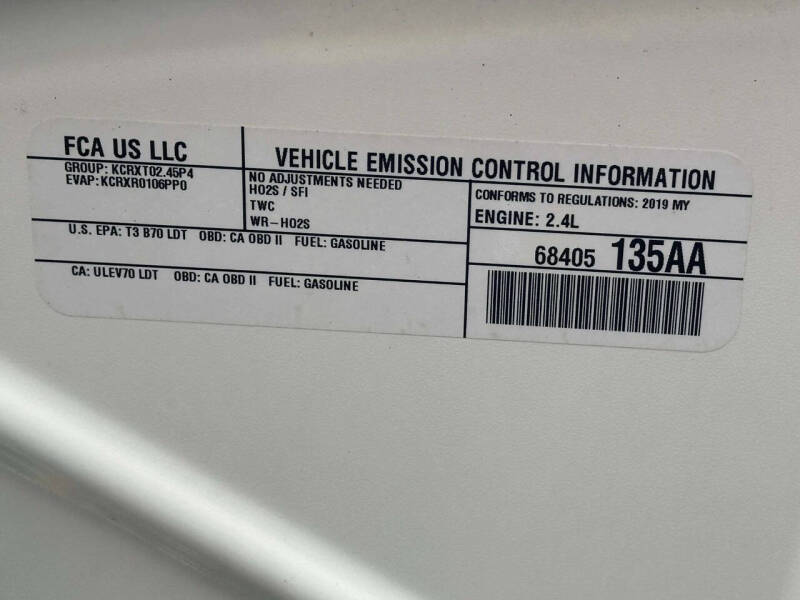 FCA US LLC
GROUP: KCRXT02.45P4
EVAP: KCRXR0106PP0
VEHICLE EMISSION CONTROL INFORMATION
NO ADJUSTMENTS NEEDED
HO2S / SFI
TWC
WR-HO2S
CONFORMS TO REGULATIONS: 2019 MY
ENGINE: 2.4L
U.S. EPA: T3 B70 LDT OBD: CA OBD II FUEL: GASOLINE
CA: ULEV70 LDT OBD: CA OBD II FUEL: GASOLINE
68405 135AA